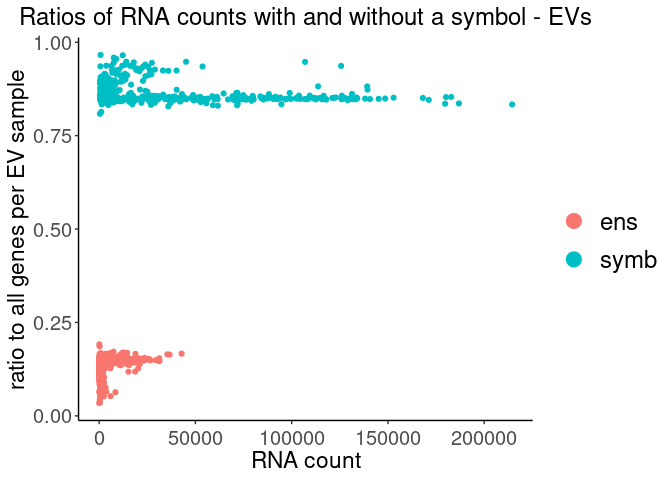 Ratios of RNA counts with and without a symbol - EVs
ratio to all genes per EV sample
1.00
0.75
0.50
0.25
0.00
0
50000
100000
150000
200000
RNA count
ens
symb